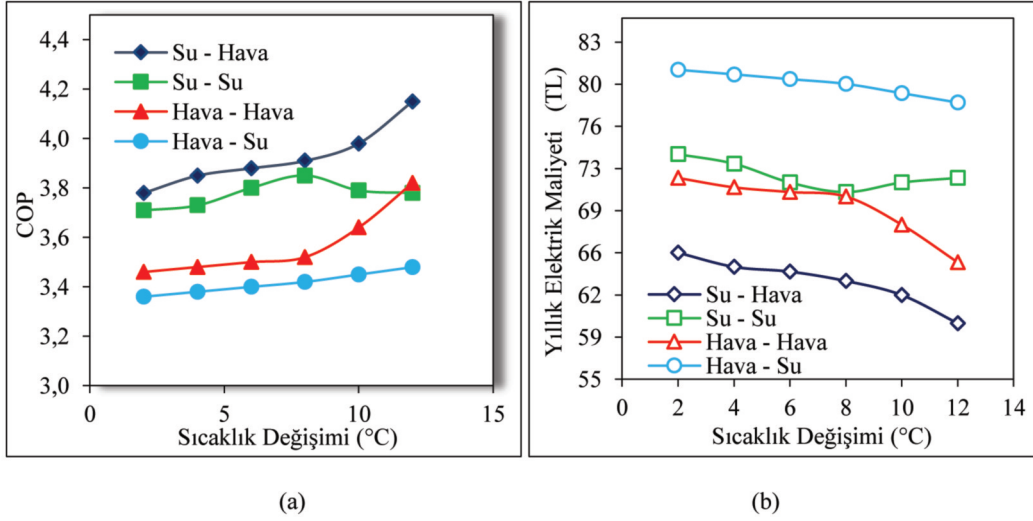 4,4
4,2
4,0
3,8
3,6
3,4
3,2
3,0
COP
Su - Hava
Su - Su
Hava - Hava
Hava - Su
0 5 10 15
Sıcaklık Değişimi (°C)
(a)
83
80
76
73
69
66
62
59
55
Yıllık Elektrik Maliyeti (TL)
Su - Hava
Su - Su
Hava - Hava
Hava - Su
0 2 4 6 8 10 12 14
Sıcaklık Değişimi (°C)
(b)